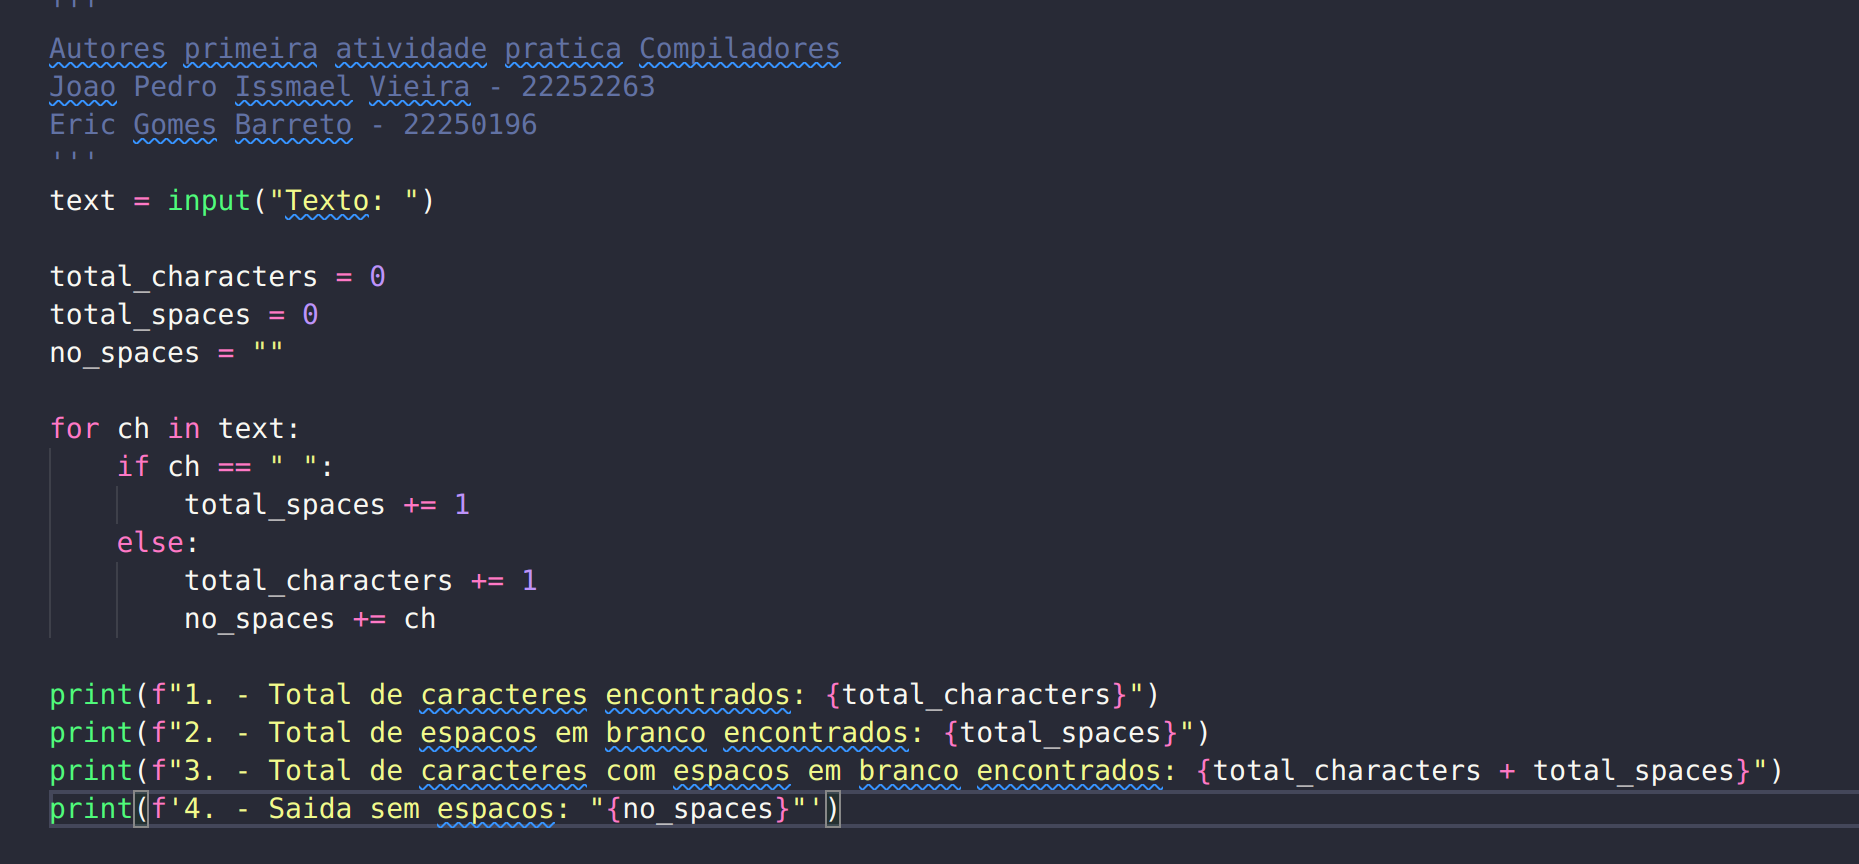 '''
Autores primeira atividade pratica Compiladores
Joao Pedro Issmael Vieira - 22252263
Eric Gomes Barreto - 22250196
'''
text = input("Texto: ")

total_characters = 0
total_spaces = 0
no_spaces = ""

for ch in text:
    if ch == " ":
        total_spaces += 1
    else:
        total_characters += 1
        no_spaces += ch

print(f"1. - Total de caracteres encontrados: {total_characters}")
print(f"2. - Total de espacos em branco encontrados: {total_spaces}")
print(f"3. - Total de caracteres com espacos em branco encontrados: {total_characters + total_spaces}")
print(f'4. - Saida sem espacos: "{no_spaces}"')